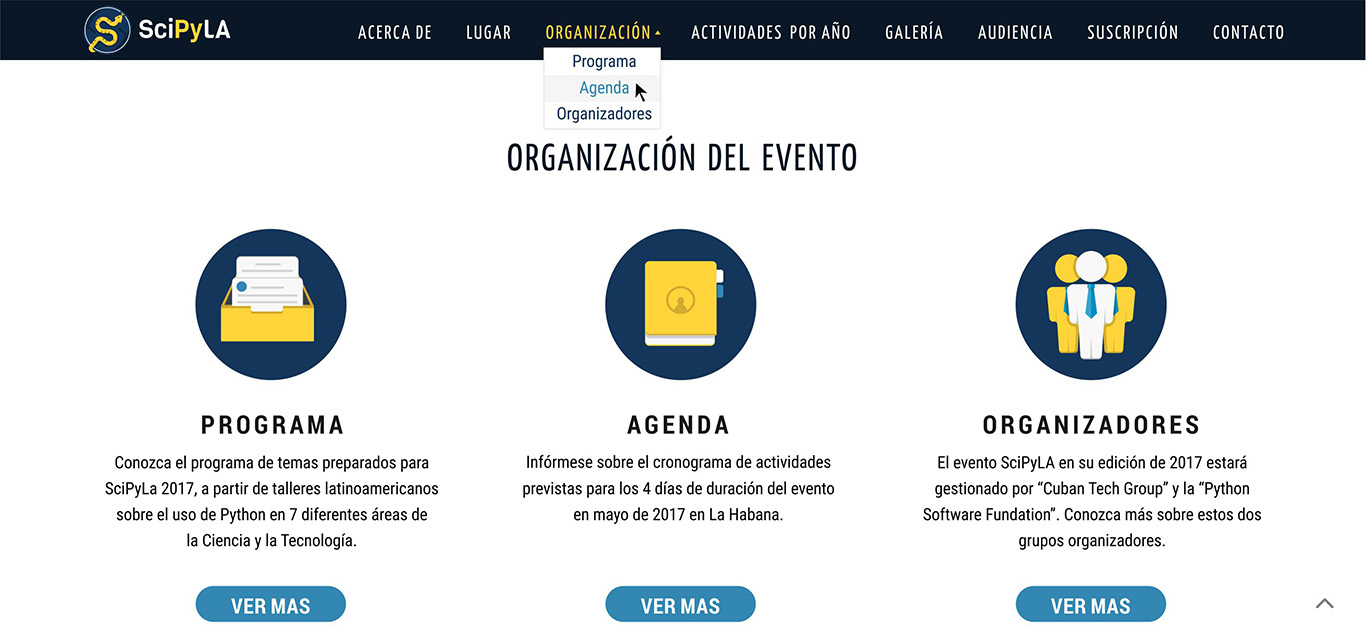 SciPyLA
ACERCA DE
LUGAR
ORGANIZACIÓN
ACTIVIDADES POR AÑO
GALERÍA
AUDIENCIA
SUSCRIPCIÓN
CONTACTO
Programa
Agenda
Organizadores
ORGANIZACIÓN DEL EVENTO
PROGRAMA
Conozca el programa de temas preparados para
SciPyLa 2017, a partir de talleres latinoamericanos
sobre el uso de Python en 7 diferentes áreas de
la Ciencia y la Tecnología.
VER MAS
AGENDA
Infórmese sobre el cronograma de actividades
previstas para los 4 días de duración del evento
en mayo de 2017 en La Habana.
VER MAS
ORGANIZADORES
El evento SciPyLA en su edición de 2017 estará
gestionado por “Cuban Tech Group” y la “Python
Software Fundation”. Conozca más sobre estos dos
grupos organizadores.
VER MAS